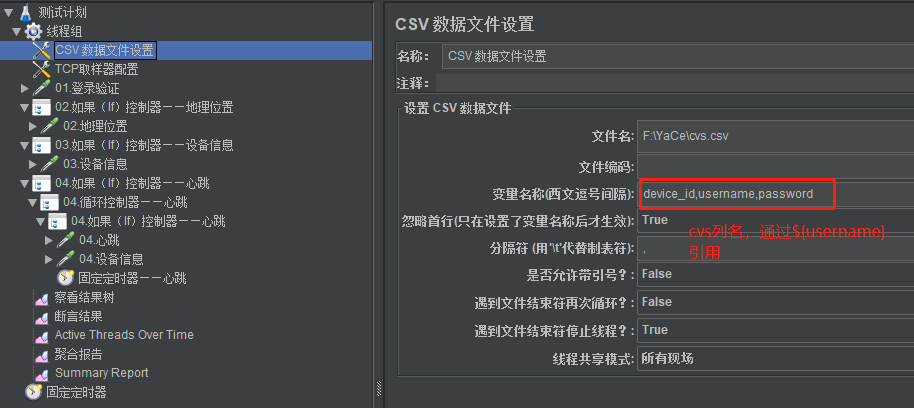 测试计划
线程组
CSV 数据文件设置
TCP取样器配置
01.登录验证
02.如果（If）控制器——地理位置
02.地理位置
03.如果（If）控制器——设备信息
03.设备信息
04.如果（If）控制器——心跳
04.循环控制器——心跳
04.如果（If）控制器——心跳
04.心跳
04.设备信息
固定定时器——心跳
察看结果树
断言结果
Active Threads Over Time
聚合报告
Summary Report
固定定时器
CSV 数据文件设置
名称： CSV 数据文件设置
注释：
设置 CSV 数据文件
文件名: F:\YaCe\cvs.csv
文件编码:
变量名称(西文逗号间隔): device_id,username,password
忽略首行(只在设置了变量名称后才生效): True
cvs列名，通过${username}
引用
分隔符 (用'\t'代替制表符): ,
是否允许带引号？: False
遇到文件结束符再次循环？: False
遇到文件结束符停止线程？: True
线程共享模式: 所有现场